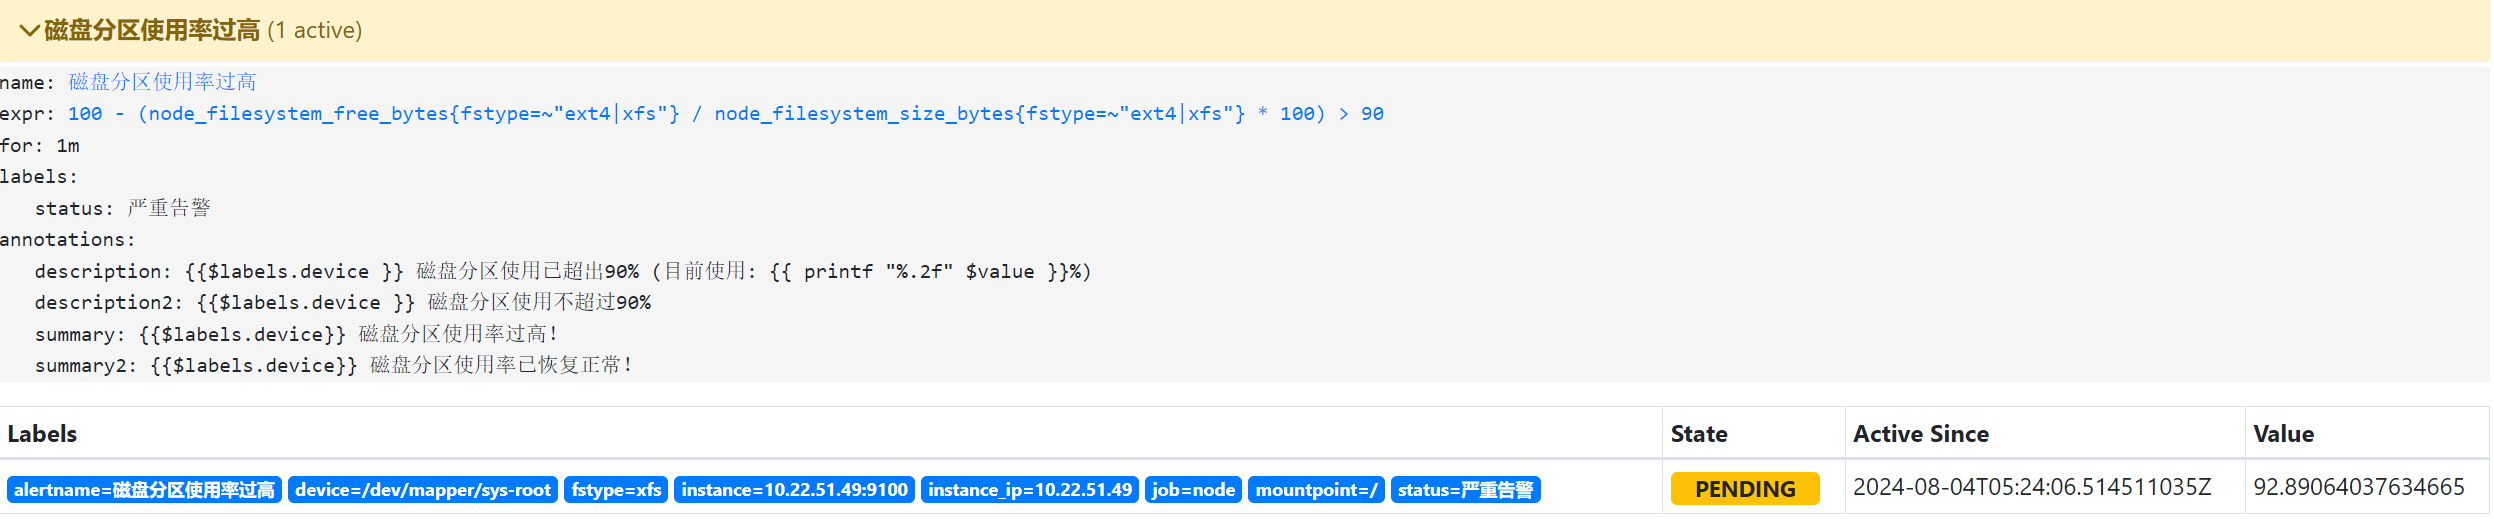 磁盘分区使用率过高 (1 active)
name: 磁盘分区使用率过高
expr: 100 - (node_filesystem_free_bytes{fstype=~"ext4|xfs"} / node_filesystem_size_bytes{fstype=~"ext4|xfs"} * 100) > 90
for: 1m
labels:
status: 严重告警
annotations:
description: {{$labels.device }} 磁盘分区使用已超出90% (目前使用: {{ printf "%.2f" $value }}%)
description2: {{$labels.device }} 磁盘分区使用不超过90%
summary: {{$labels.device}} 磁盘分区使用率过高!
summary2: {{$labels.device}} 磁盘分区使用率已恢复正常!
Labels State Active Since Value
alertname=磁盘分区使用率过高 device=/dev/mapper/sys-root fstype=xfs instance=10.22.51.49:9100 instance_ip=10.22.51.49 job=node mountpoint=/ status=严重告警 PENDING 2024-08-04T05:24:06.514511035Z 92.89064037634665